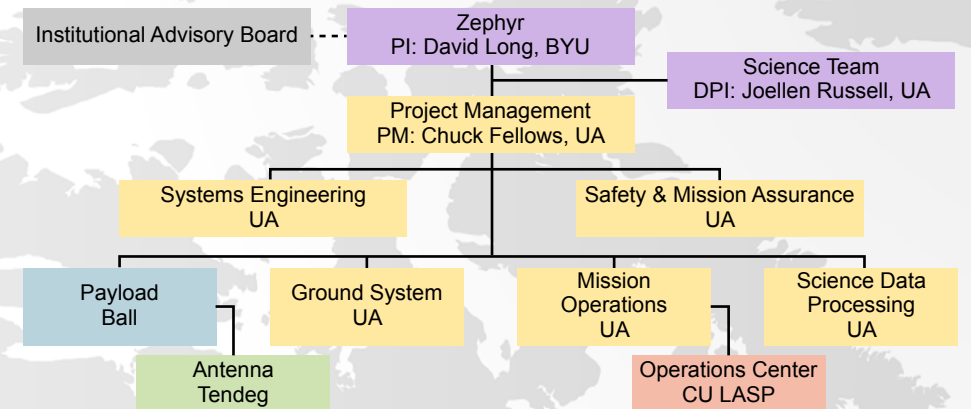 Institutional Advisory Board
Zephyr
PI: David Long, BYU
Science Team
DPI: Joellen Russell, UA
Project Management
PM: Chuck Fellows, UA
Systems Engineering
UA
Safety & Mission Assurance
UA
Payload
Ball
Ground System
UA
Mission
Operations
UA
Science Data
Processing
UA
Antenna
Tendeg
Operations Center
CU LASP